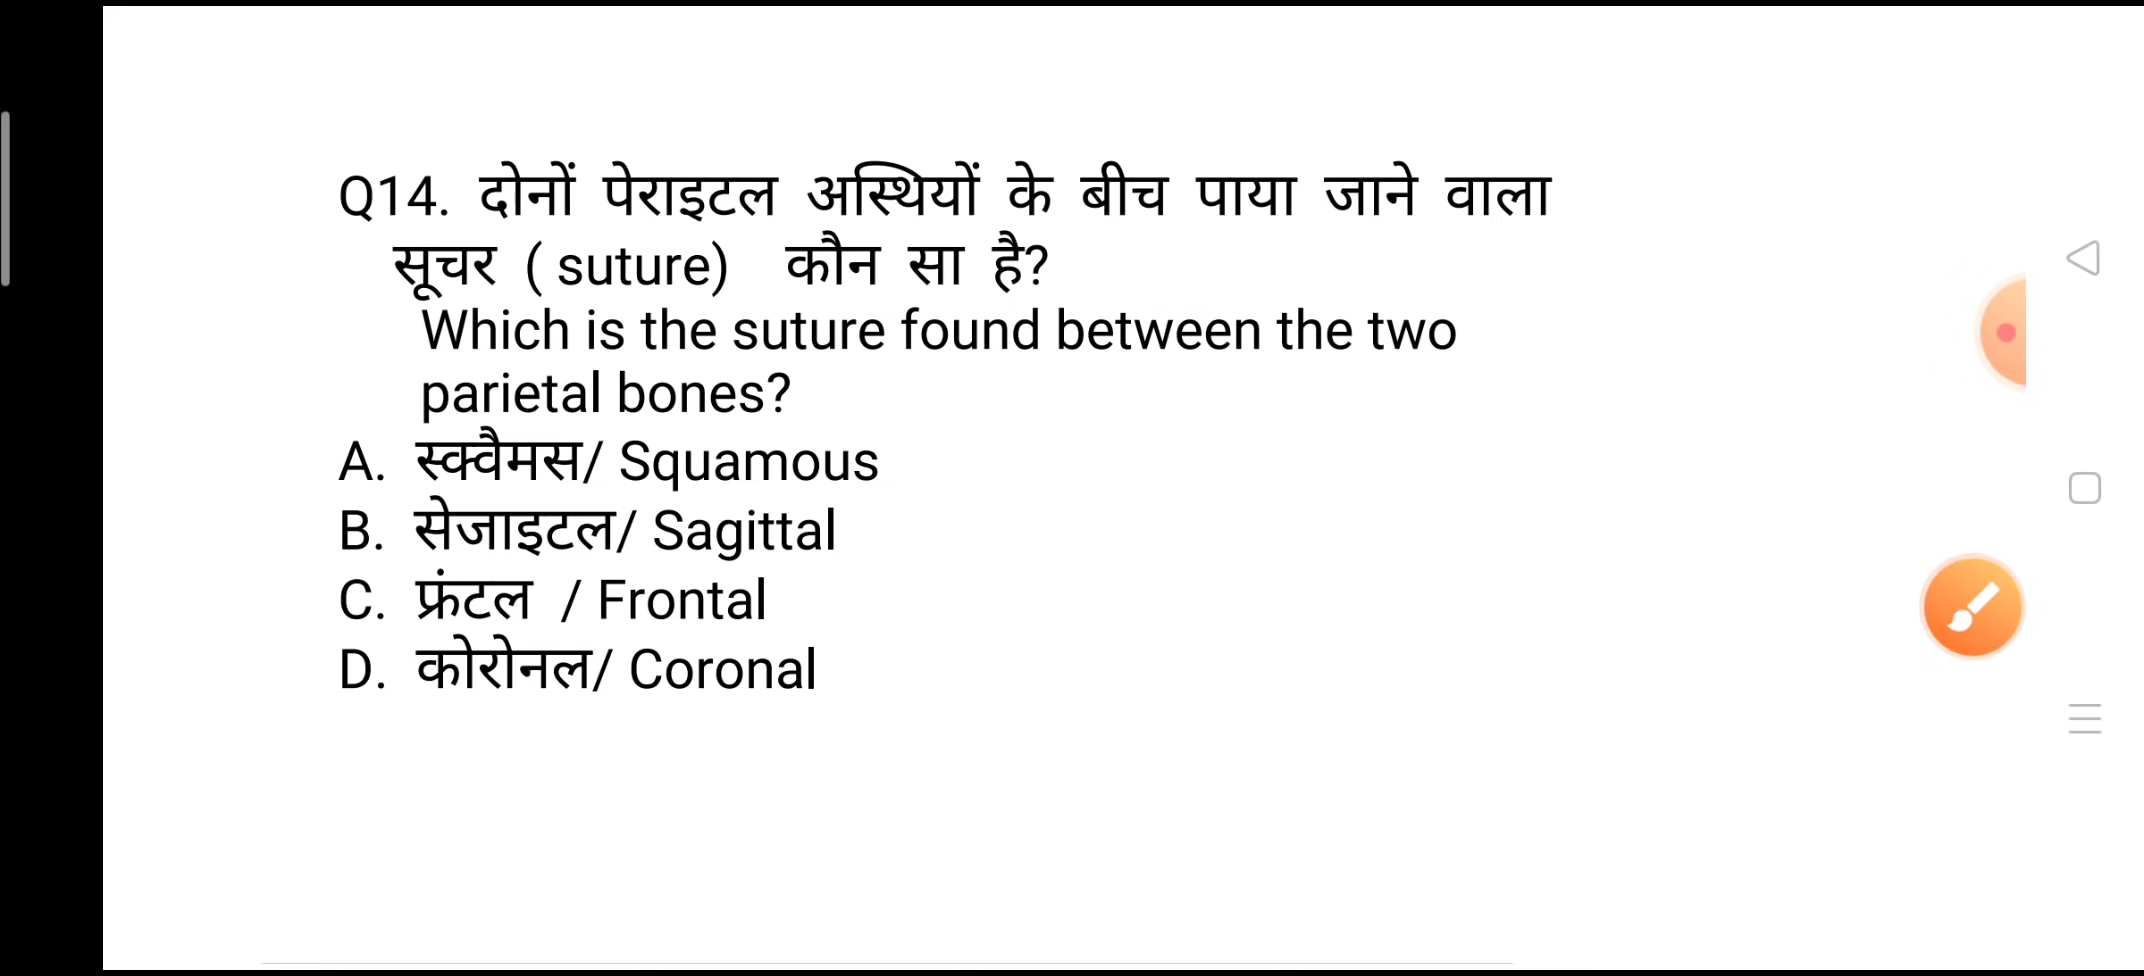 Q14. दोनों पेराइटल अस्थियों के बीच पाया जाने वाला
सूचर ( suture) कौन सा है?
Which is the suture found between the two
parietal bones?
A. स्क्वैमस/ Squamous
B. सेजाइटल/ Sagittal
C. फ्रंटल / Frontal
D. कोरोनल/ Coronal